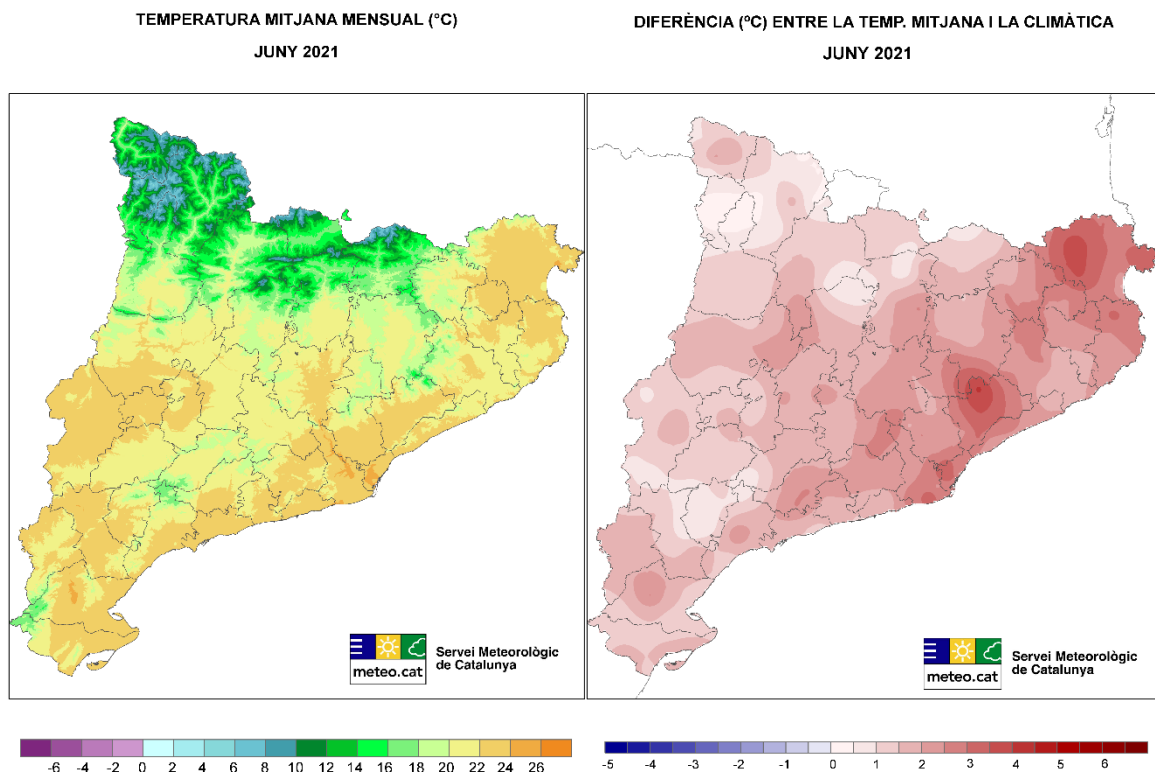 TEMPERATURA MITJANA MENSUAL (°C)
JUNY 2021
Servei Meteorològic
de Catalunya
meteo.cat
-6 -4 -2 0 2 4 6 8 10 12 14 16 18 20 22 24 26
DIFERÈNCIA (ºC) ENTRE LA TEMP. MITJANA I LA CLIMÀTICA
JUNY 2021
Servei Meteorològic
de Catalunya
meteo.cat
-5 -4 -3 -2 -1 0 1 2 3 4 5 6